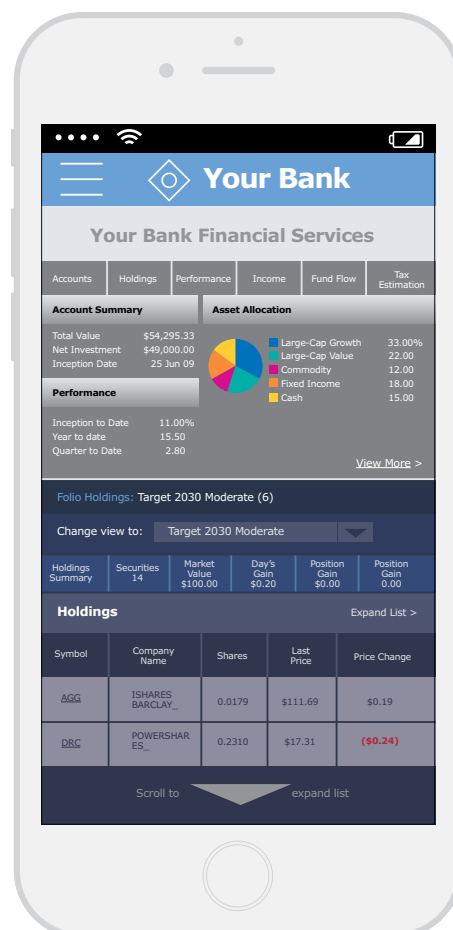 Your Bank
Your Bank Financial Services
Accounts
Holdings
Performance
Income
Fund Flow
Tax
Estimation
Account Summary
Total Value $54,295.33
Net Investment $49,000.00
Inception Date 25 Jun 09
Performance
Inception to Date 11.00%
Year to date 15.50
Quarter to Date 2.80
Asset Allocation
Large-Cap Growth 33.00%
Large-Cap Value 22.00
Commodity 12.00
Fixed Income 18.00
Cash 15.00
View More >
Folio Holdings: Target 2030 Moderate (6)
Change view to: Target 2030 Moderate
Holdings
Summary
Securities
14
Market
Value
$100.00
Day's
Gain
$0.20
Position
Gain
$0.00
Position
Gain
0.00
Holdings
Expand List >
Symbol
Company
Name
Shares
Last
Price
Price Change
AGG
ISHARES
BARCLAY_
0.0179
$111.69
$0.19
DRC
POWERSHAR
ES_
0.2310
$17.31
($0.24)
Scroll to expand list